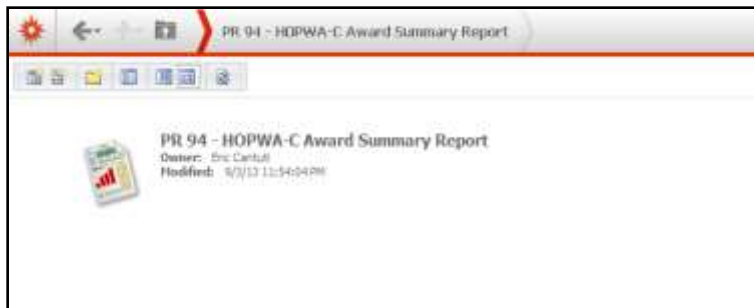 PR 94 - HOPWA-C Award Summary Report
PR 94 - HOPWA-C Award Summary Report
Owner: Eric Cantu
Modified: 9/3/13 11:54:04 PM